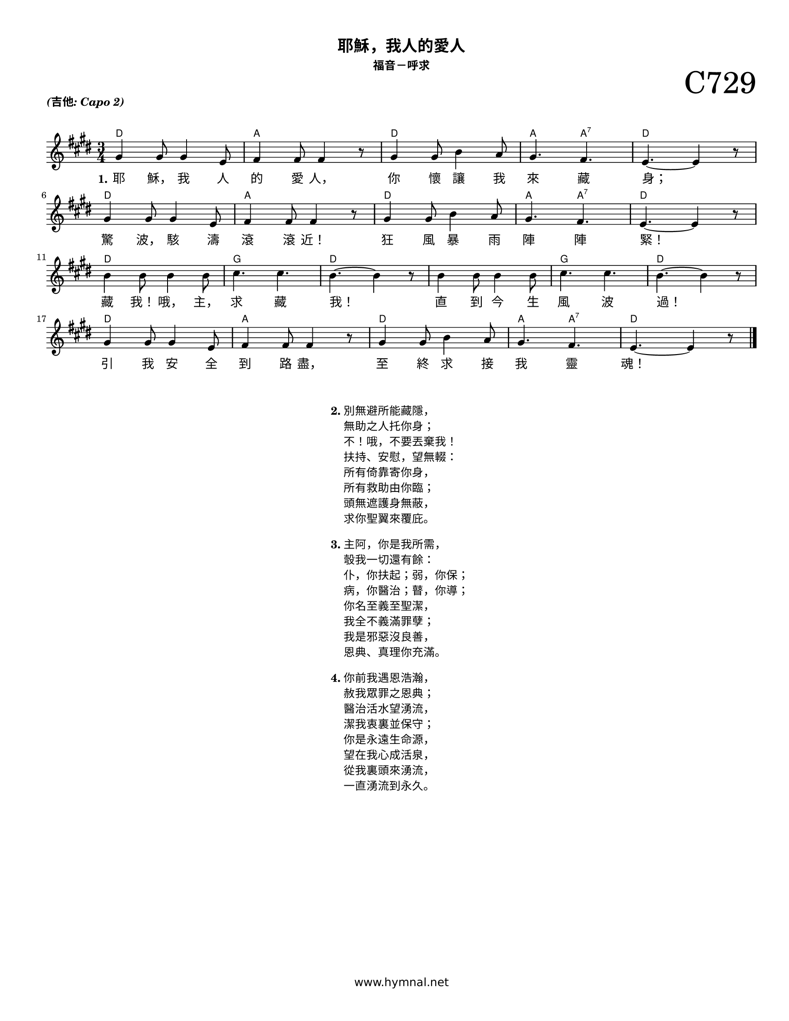 耶穌，我人的愛人
福音－呼求
C729
(吉他: Capo 2)
D A D A A7 D
3 4
1. 耶 穌， 我 人 的 愛 人， 你 懷 讓 我 來 藏 身；
6 D A D A A7 D
驚 波， 駭 濤 滾 滾 近！ 狂 風 暴 雨 陣 陣 緊！
11 D G D G D
藏 我！ 哦， 主， 求 藏 我！ 直 到 今 生 風 波 過！
17 D A D A A7 D
引 我 安 全 到 路 盡， 至 終 求 接 我 靈 魂！
2. 別無避所能藏隱，
無助之人托你身；
不！哦，不要丟棄我！
扶持、安慰，望無輟：
所有倚靠寄你身，
所有救助由你臨；
頭無遮護身無蔽，
求你聖翼來覆庇。
3. 主阿，你是我所需，
彀我一切還有餘：
仆，你扶起；弱，你保；
病，你醫治；瞽，你導；
你名至義至聖潔，
我全不義滿罪孽；
我是邪惡沒良善，
恩典、真理你充滿。
4. 你前我遇恩浩瀚，
赦我眾罪之恩典；
醫治活水望湧流，
潔我衷裏並保守；
你是永遠生命源，
望在我心成活泉，
從我裏頭來湧流，
一直湧流到永久。
www.hymnal.net